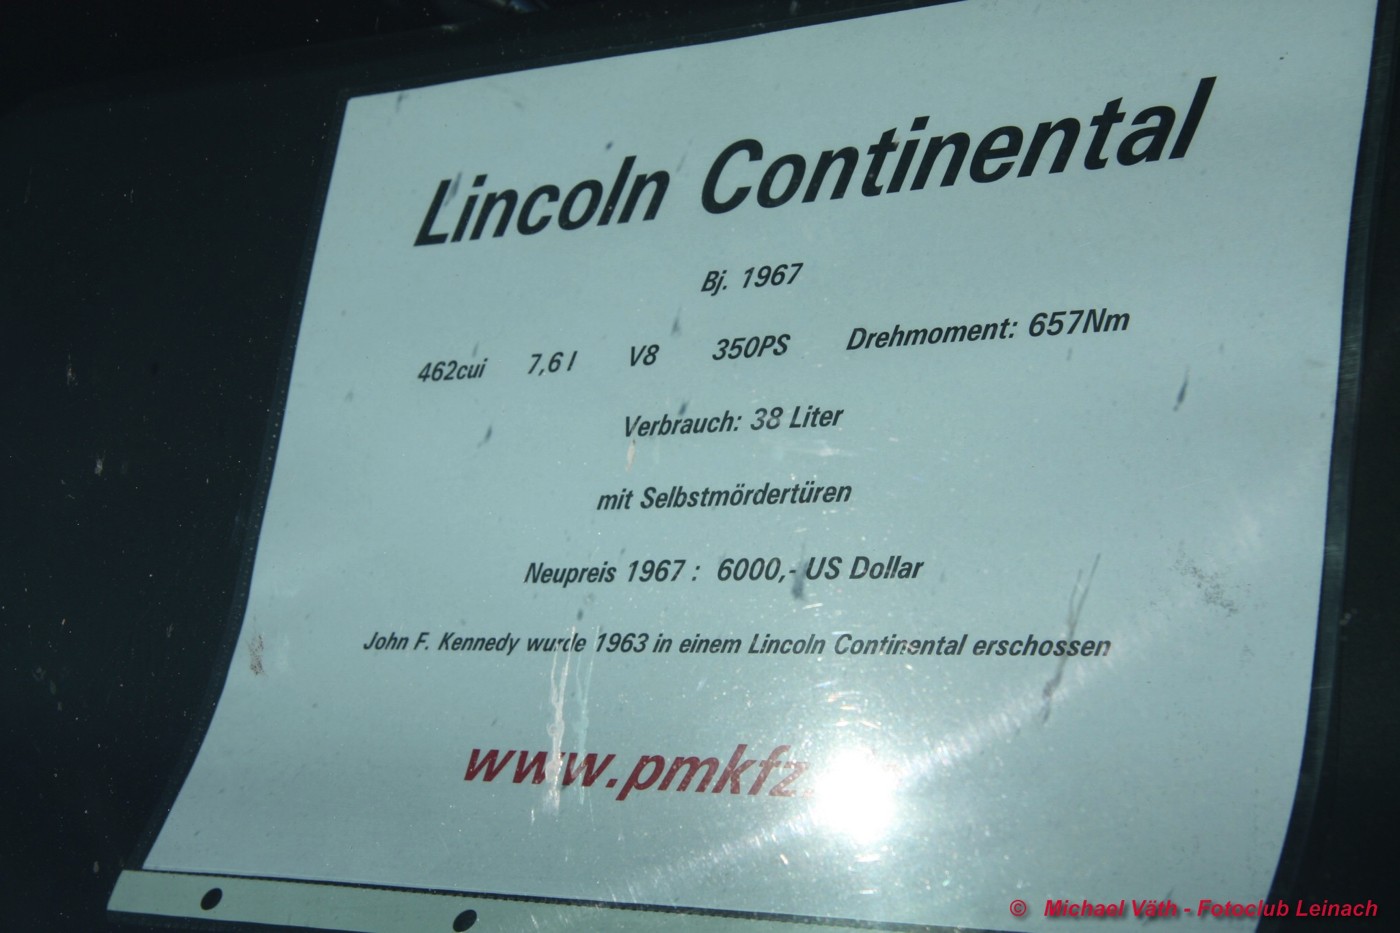 Lincoln Continental
Bj. 1967
462cui 7,6 l V8 350PS Drehmoment: 657Nm
Verbrauch: 38 Liter
mit Selbstmördertüren
Neupreis 1967 : 6000,- US Dollar
John F. Kennedy wurde 1963 in einem Lincoln Continental erschossen
www.pmkfz.
© Michael Väth - Fotoclub Leinach